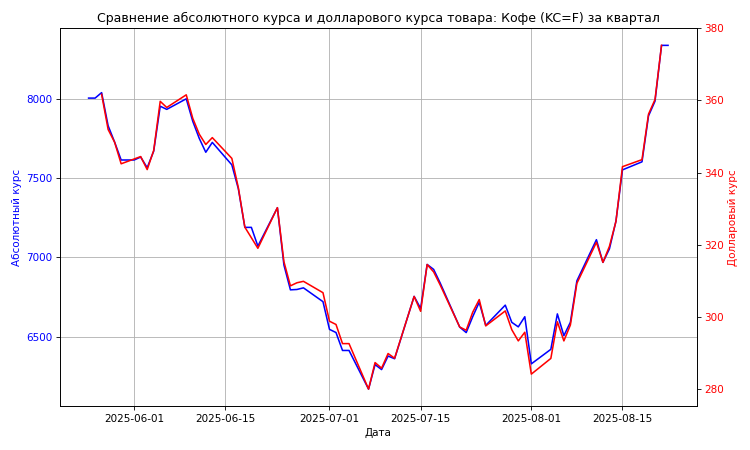 Сравнение абсолютного курса и долларового курса товара: Кофе (KC=F) за квартал
380
360
340
320
300
280
Долларовый курс
8000
7500
7000
6500
Абсолютный курс
2025-06-01 2025-06-15 2025-07-01 2025-07-15 2025-08-01 2025-08-15
Дата